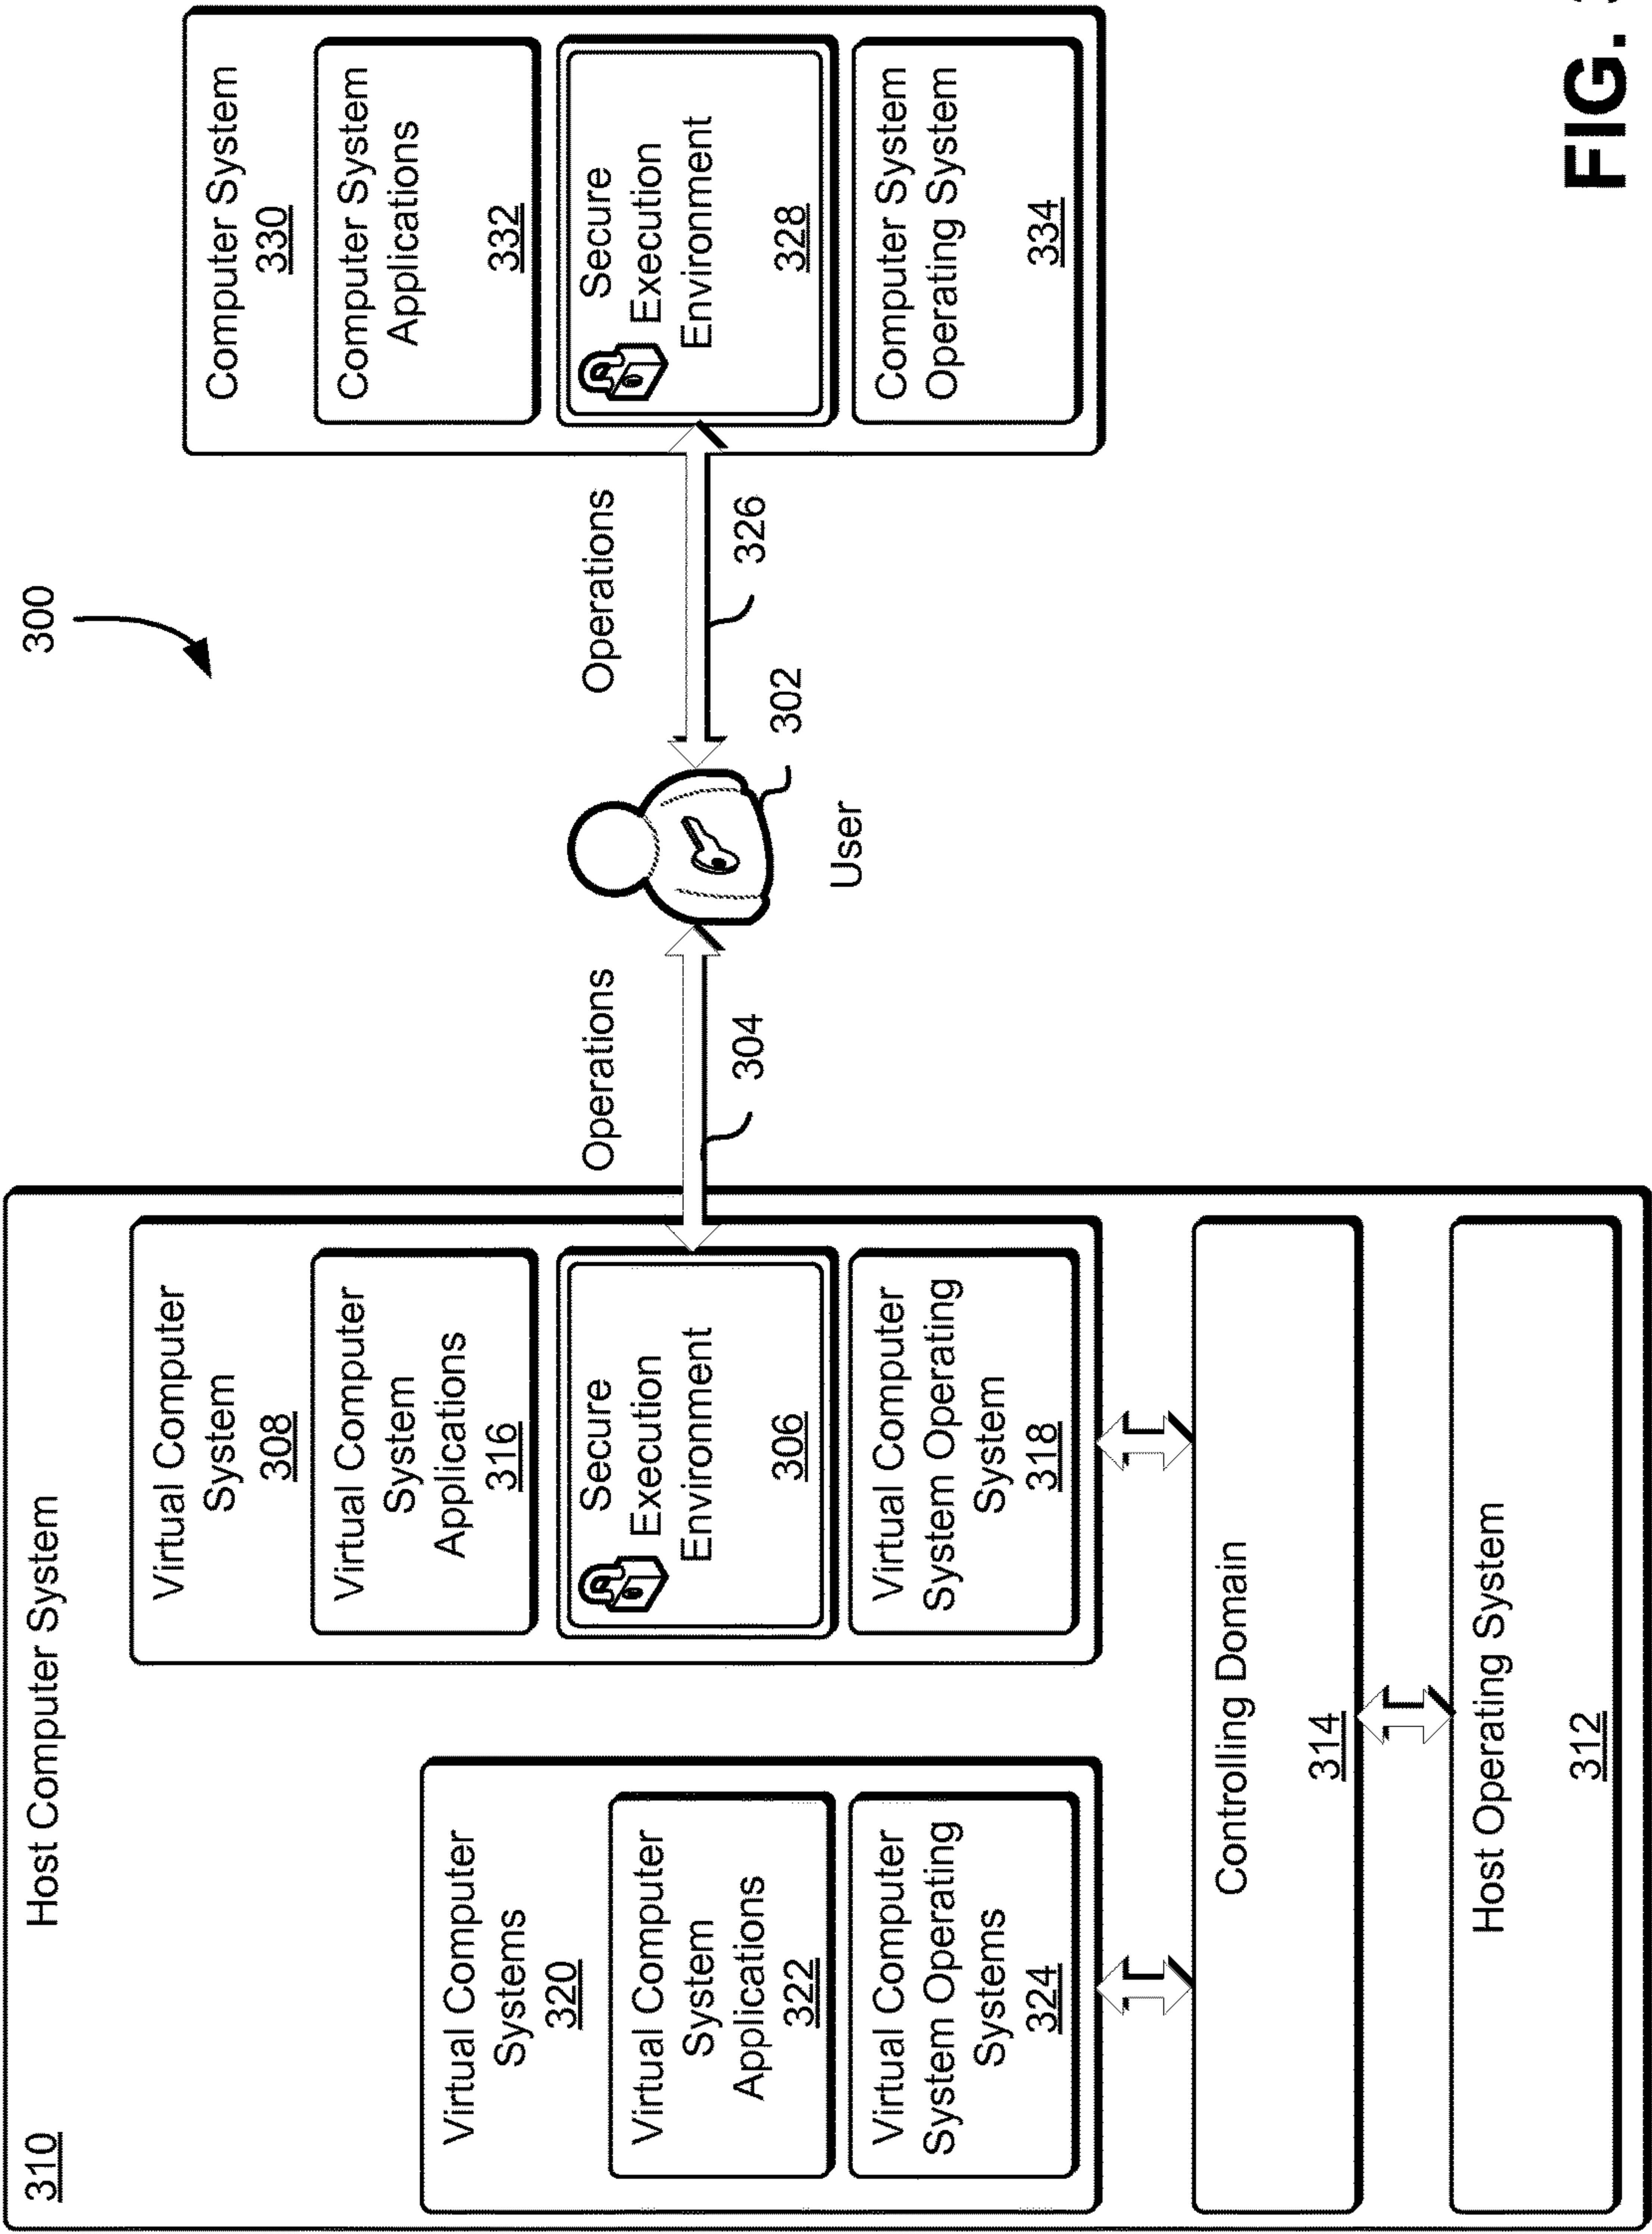 300
310
Host Computer System
Virtual Computer
Systems
320
Virtual Computer
System
Applications
322
Virtual Computer
System Operating
Systems
324
Virtual Computer
System
308
Virtual Computer
System
Applications
316
Secure
Execution
Environment
306
Virtual Computer
System Operating
System
318
Controlling Domain
314
Host Operating System
312
Operations
304
User
302
Operations
326
Computer System
330
Computer System
Applications
332
Secure
Execution
Environment
328
Computer System
Operating System
334
FIG.